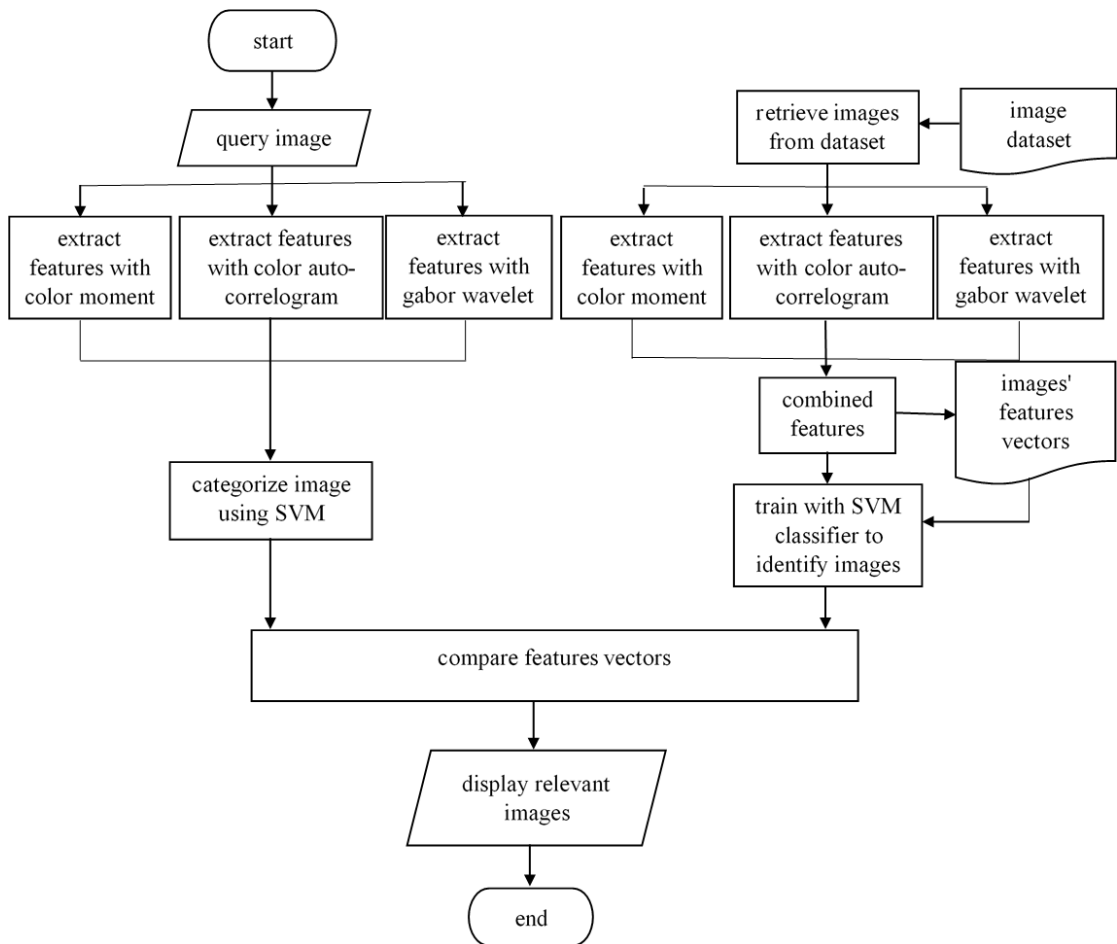 start
query image
extract
features with
color moment
extract features
with color auto-
correlogram
extract
features with
gabor wavelet
categorize image
using SVM
retrieve images
from dataset
image
dataset
extract
features with
color moment
extract features
with color auto-
correlogram
extract
features with
gabor wavelet
combined
features
images'
features
vectors
train with SVM
classifier to
identify images
compare features vectors
display relevant
images
end